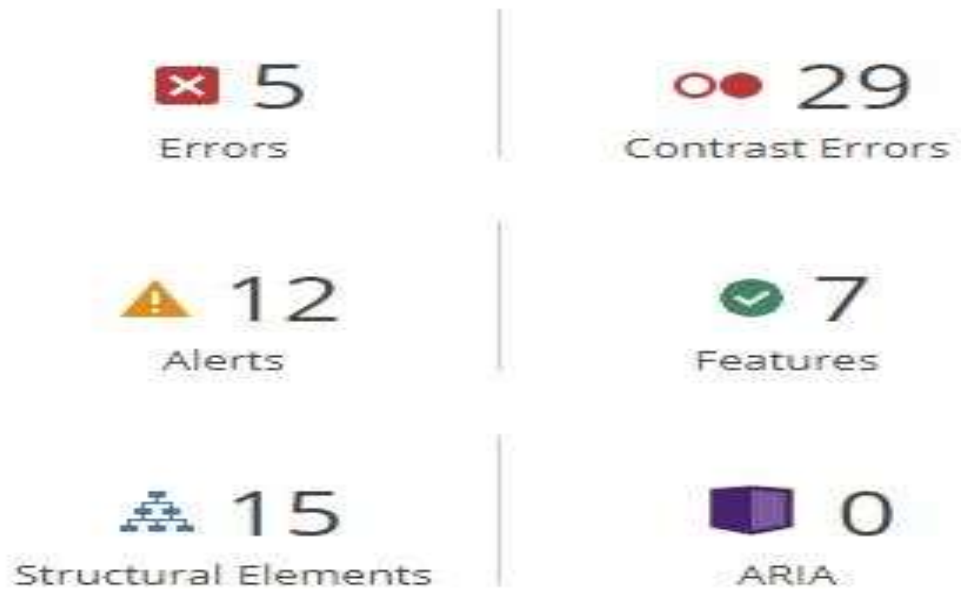 5 29
Errors Contrast Errors
12 7
Alerts Features
15 0
Structural Elements ARIA